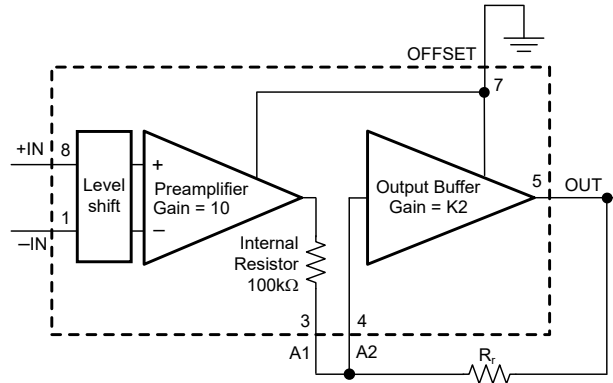 OFFSET
7
+IN
8
Level
shift
+
Preamplifier
Gain = 10
–
Output Buffer
Gain = K2
5
OUT
1
–IN
Internal
Resistor
100kΩ
3
4
A1
A2
Rr